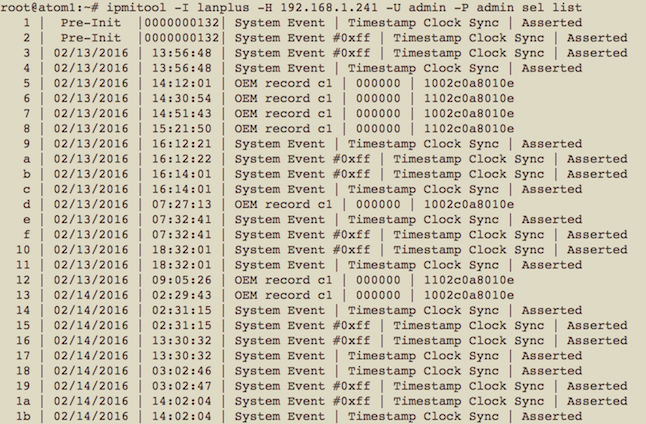 root@atom1:~# ipmitool -I lanplus -H 192.168.1.241 -U admin -P admin sel list
1 | Pre-Init |0000000132| System Event | Timestamp Clock Sync | Asserted
2 | Pre-Init |0000000132| System Event #0xff | Timestamp Clock Sync | Asserted
3 | 02/13/2016 | 13:56:48 | System Event #0xff | Timestamp Clock Sync | Asserted
4 | 02/13/2016 | 13:56:48 | System Event | Timestamp Clock Sync | Asserted
5 | 02/13/2016 | 14:12:01 | OEM record c1 | 000000 | 1002c0a8010e
6 | 02/13/2016 | 14:30:54 | OEM record c1 | 000000 | 1102c0a8010e
7 | 02/13/2016 | 14:51:43 | OEM record c1 | 000000 | 1002c0a8010e
8 | 02/13/2016 | 15:21:50 | OEM record c1 | 000000 | 1102c0a8010e
9 | 02/13/2016 | 16:12:21 | System Event | Timestamp Clock Sync | Asserted
a | 02/13/2016 | 16:12:22 | System Event #0xff | Timestamp Clock Sync | Asserted
b | 02/13/2016 | 16:14:01 | System Event #0xff | Timestamp Clock Sync | Asserted
c | 02/13/2016 | 16:14:01 | System Event | Timestamp Clock Sync | Asserted
d | 02/13/2016 | 07:27:13 | OEM record c1 | 000000 | 1002c0a8010e
e | 02/13/2016 | 07:32:41 | System Event | Timestamp Clock Sync | Asserted
f | 02/13/2016 | 07:32:41 | System Event #0xff | Timestamp Clock Sync | Asserted
10 | 02/13/2016 | 18:32:01 | System Event #0xff | Timestamp Clock Sync | Asserted
11 | 02/13/2016 | 18:32:01 | System Event | Timestamp Clock Sync | Asserted
12 | 02/13/2016 | 09:05:26 | OEM record c1 | 000000 | 1102c0a8010e
13 | 02/14/2016 | 02:29:43 | OEM record c1 | 000000 | 1002c0a8010e
14 | 02/14/2016 | 02:31:15 | System Event | Timestamp Clock Sync | Asserted
15 | 02/14/2016 | 02:31:15 | System Event #0xff | Timestamp Clock Sync | Asserted
16 | 02/14/2016 | 13:30:32 | System Event #0xff | Timestamp Clock Sync | Asserted
17 | 02/14/2016 | 13:30:32 | System Event | Timestamp Clock Sync | Asserted
18 | 02/14/2016 | 03:02:46 | System Event | Timestamp Clock Sync | Asserted
19 | 02/14/2016 | 03:02:47 | System Event #0xff | Timestamp Clock Sync | Asserted
1a | 02/14/2016 | 14:02:04 | System Event #0xff | Timestamp Clock Sync | Asserted
1b | 02/14/2016 | 14:02:04 | System Event | Timestamp Clock Sync | Asserted